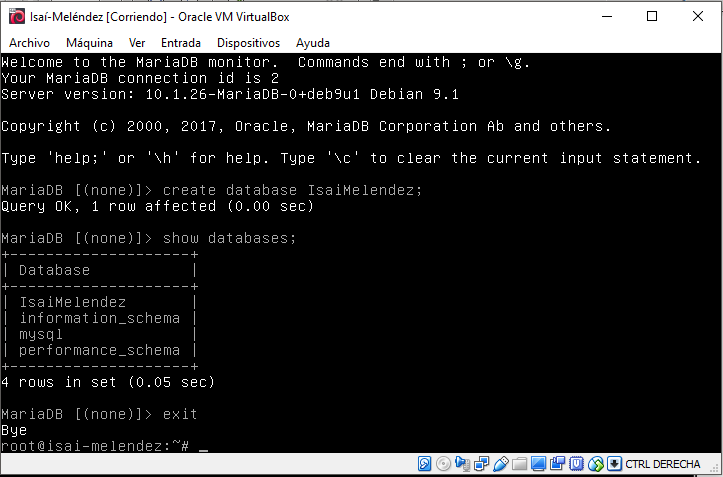 Isaí-Meléndez [Corriendo] - Oracle VM VirtualBox
Archivo Máquina Ver Entrada Dispositivos Ayuda
Welcome to the MariaDB monitor.  Commands end with ; or \g.
Your MariaDB connection id is 2
Server version: 10.1.26-MariaDB-0+deb9u1 Debian 9.1
Copyright (c) 2000, 2017, Oracle, MariaDB Corporation Ab and others.
Type 'help;' or '\h' for help. Type '\c' to clear the current input statement.
MariaDB [(none)]> create database IsaiMelendez;
Query OK, 1 row affected (0.00 sec)
MariaDB [(none)]> show databases;
+--------------------+
| Database           |
+--------------------+
| IsaiMelendez       |
| information_schema |
| mysql              |
| performance_schema |
+--------------------+
4 rows in set (0.05 sec)
MariaDB [(none)]> exit
Bye
root@isai-melendez:~# _
CTRL DERECHA